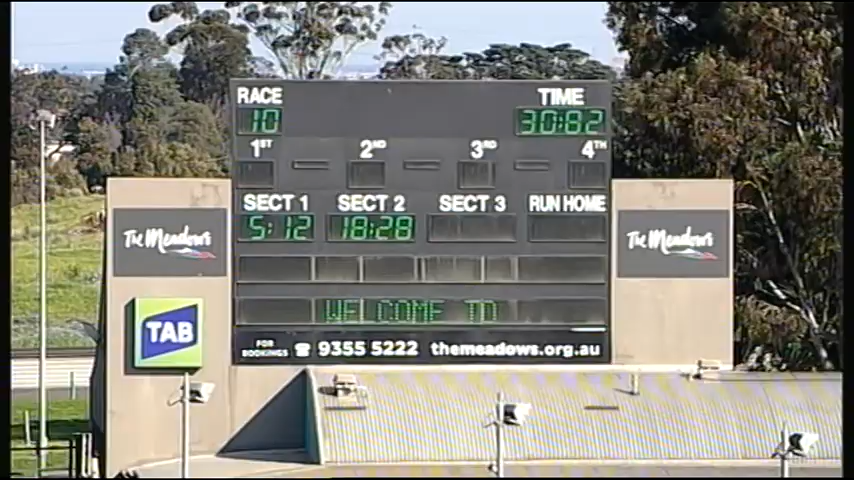 RACE TIME
10 30:82
1ST 2ND 3RD 4TH
SECT 1 SECT 2 SECT 3 RUN HOME
5:12 18:28
The Meadows
The Meadows
WELCOME TO
TAB
FOR BOOKINGS ☎ 9355 5222 themeadows.org.au